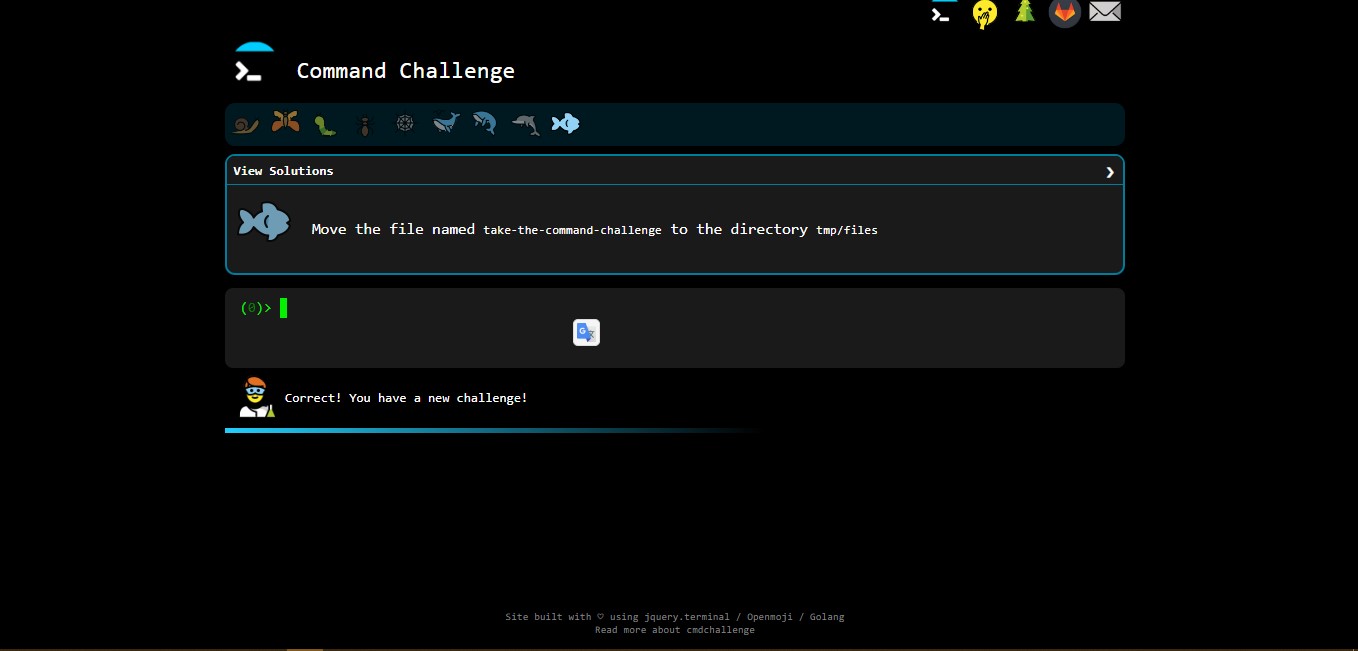 Command Challenge
View Solutions
Move the file named take-the-command-challenge to the directory tmp/files
(0)>
Correct! You have a new challenge!
Site built with ♡ using jquery.terminal / Openmoji / Golang
Read more about cmdchallenge